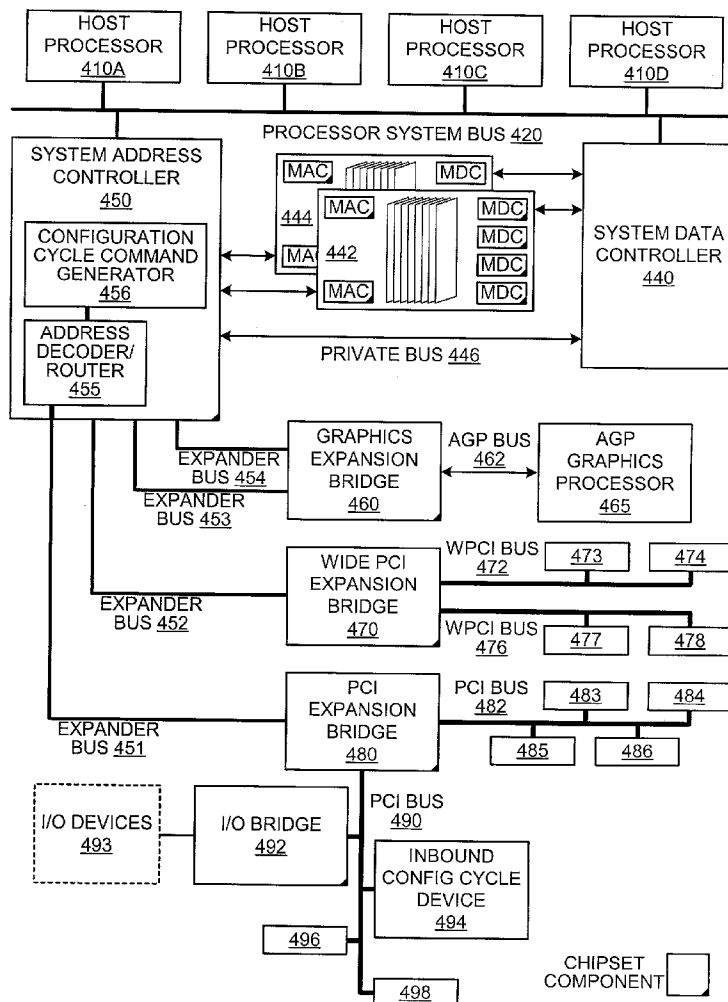 HOST
PROCESSOR
410A
HOST
PROCESSOR
410B
HOST
PROCESSOR
410C
HOST
PROCESSOR
410D
PROCESSOR SYSTEM BUS 420
SYSTEM ADDRESS
CONTROLLER
450
CONFIGURATION
CYCLE COMMAND
GENERATOR
456
ADDRESS
DECODER/
ROUTER
455
MAC
MDC
444
MAC
MAC
442
MAC
MDC
MDC
MDC
MDC
SYSTEM DATA
CONTROLLER
440
PRIVATE BUS 446
EXPANDER
BUS 454
EXPANDER
BUS 453
GRAPHICS
EXPANSION
BRIDGE
460
AGP BUS
462
AGP
GRAPHICS
PROCESSOR
465
EXPANDER
BUS 452
WIDE PCI
EXPANSION
BRIDGE
470
WPCI BUS
472
473
474
WPCI BUS
476
477
478
EXPANDER
BUS 451
PCI
EXPANSION
BRIDGE
480
PCI BUS
482
483
484
485
486
I/O DEVICES
493
I/O BRIDGE
492
PCI BUS
490
INBOUND
CONFIG CYCLE
DEVICE
494
496
498
CHIPSET
COMPONENT